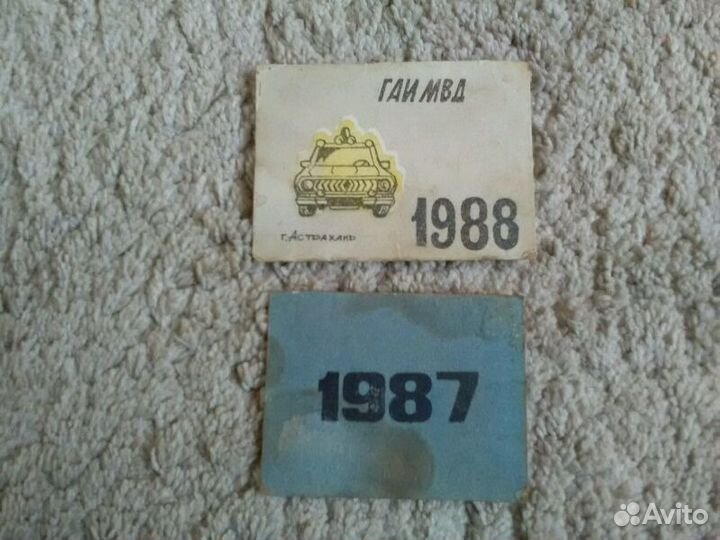 ГАИ МВД
г. Астрахань
1988
1987
Avito